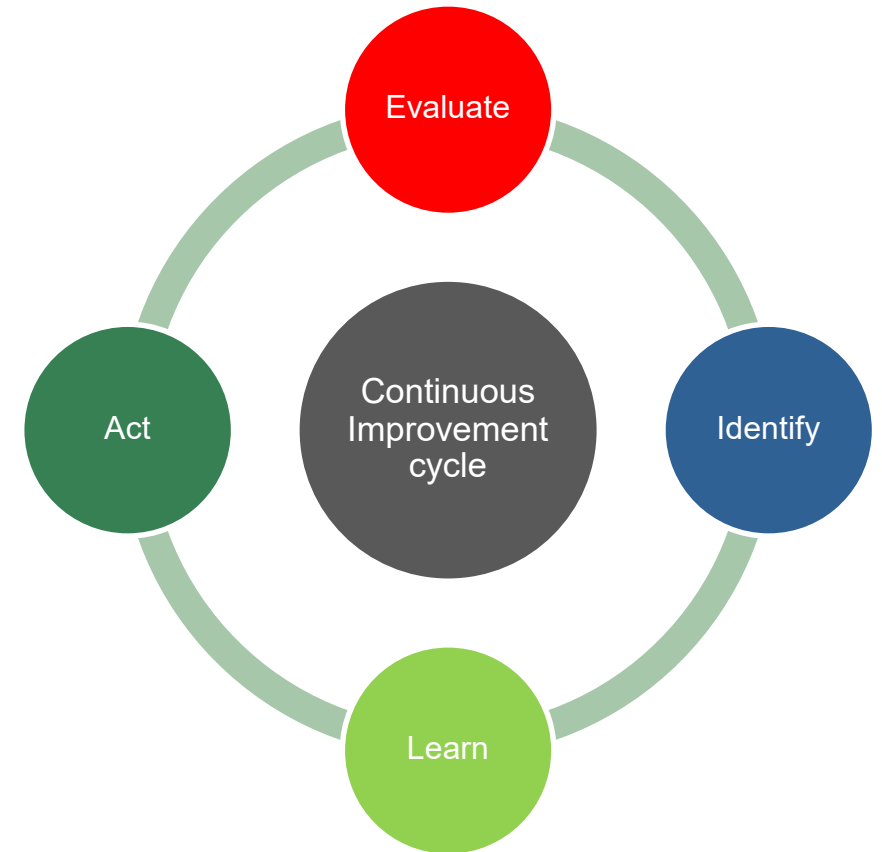 Evaluate
Identify
Learn
Act
Continuous
Improvement
cycle